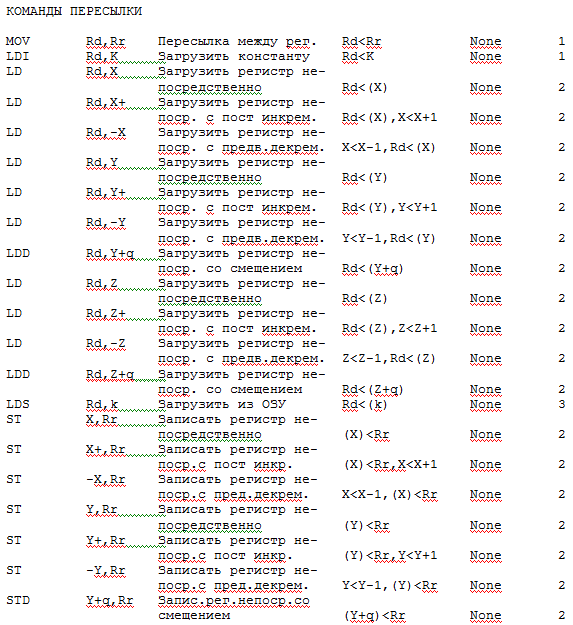 КОМАНДЫ ПЕРЕСЫЛКИ
MOV Rd,Rr Пересылка между рег. Rd<Rr None 1
LDI Rd,K Загрузить константу Rd<K None 1
LD Rd,X Загрузить регистр не-
посредственно Rd<(X) None 2
LD Rd,X+ Загрузить регистр не-
поср. с пост инкрем. Rd<(X),X<X+1 None 2
LD Rd,-X Загрузить регистр не-
поср. с предв.декрем. X<X-1,Rd<(X) None 2
LD Rd,Y Загрузить регистр не-
посредственно Rd<(Y) None 2
LD Rd,Y+ Загрузить регистр не-
поср. с пост инкрем. Rd<(Y),Y<Y+1 None 2
LD Rd,-Y Загрузить регистр не-
поср. с предв.декрем. Y<Y-1,Rd<(Y) None 2
LDD Rd,Y+q Загрузить регистр не-
поср. со смещением Rd<(Y+q) None 2
LD Rd,Z Загрузить регистр не-
посредственно Rd<(Z) None 2
LD Rd,Z+ Загрузить регистр не-
поср. с пост инкрем. Rd<(Z),Z<Z+1 None 2
LD Rd,-Z Загрузить регистр не-
поср. с предв.декрем. Z<Z-1,Rd<(Z) None 2
LDD Rd,Z+q Загрузить регистр не-
поср. со смещением Rd<(Z+q) None 2
LDS Rd,k Загрузить из ОЗУ Rd<(k) None 3
ST X,Rr Записать регистр не-
посредственно (X)<Rr None 2
ST X+,Rr Записать регистр не-
поср.с пост инкр. (X)<Rr,X<X+1 None 2
ST -X,Rr Записать регистр не-
поср.с пред.декрем. X<X-1,(X)<Rr None 2
ST Y,Rr Записать регистр не-
посредственно (Y)<Rr None 2
ST Y+,Rr Записать регистр не-
поср.с пост инкр. (Y)<Rr,Y<Y+1 None 2
ST -Y,Rr Записать регистр не-
поср.с пред.декрем. Y<Y-1,(Y)<Rr None 2
STD Y+q,Rr Запис.рег.непоср.со
смещением (Y+q)<Rr None 2